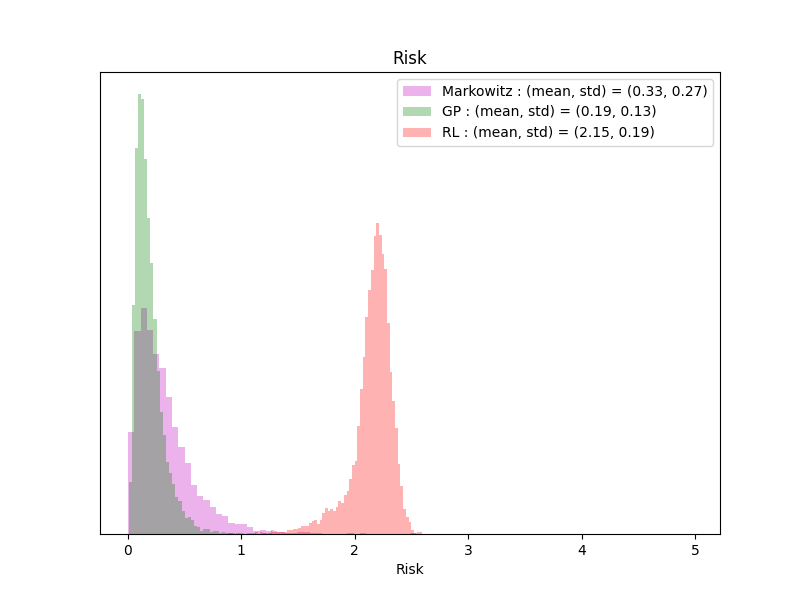 Risk
Markowitz : (mean, std) = (0.33, 0.27)
GP : (mean, std) = (0.19, 0.13)
RL : (mean, std) = (2.15, 0.19)
0 1 2 3 4 5
Risk